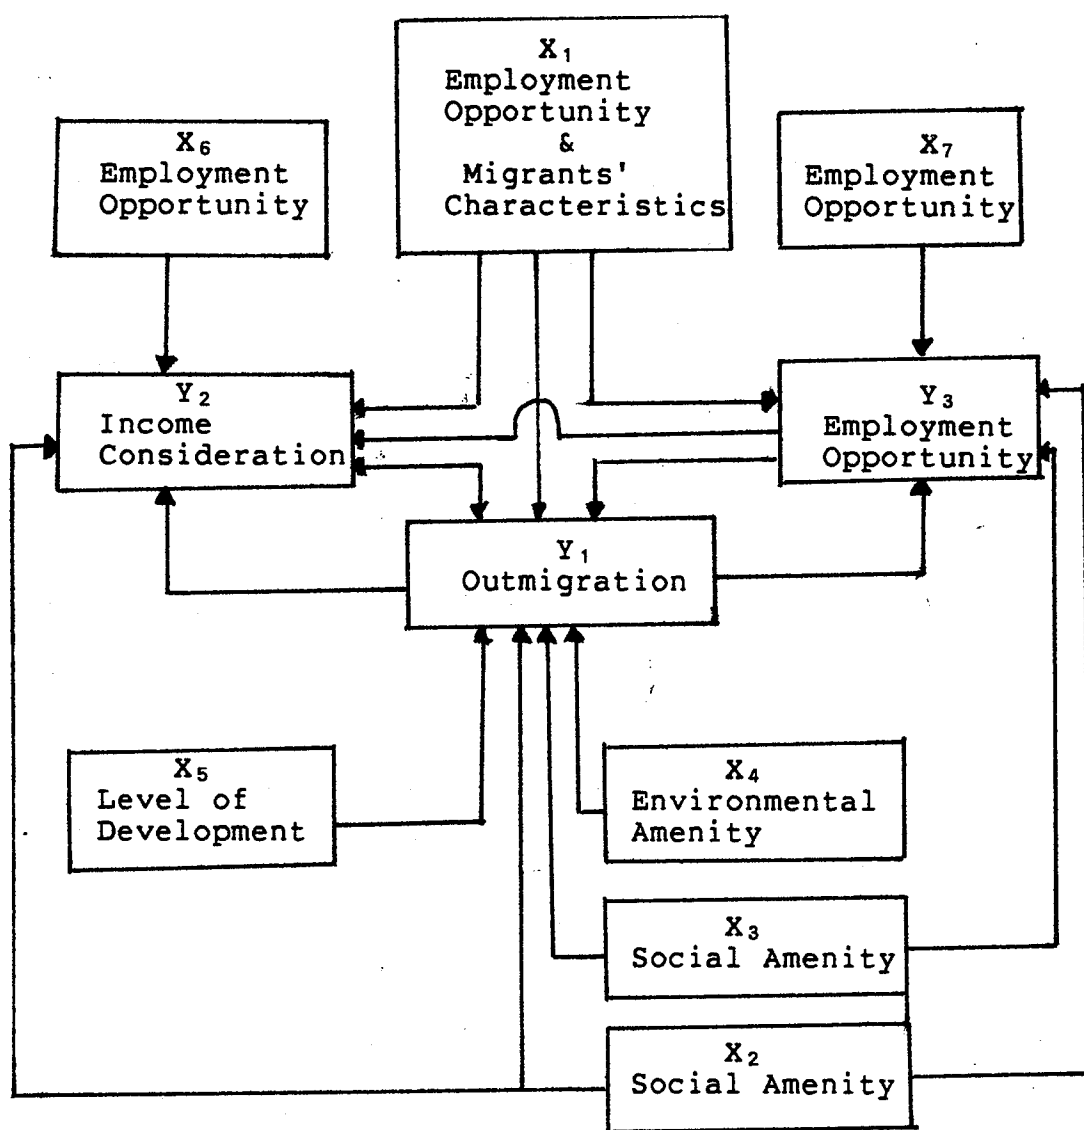 X₁
Employment
Opportunity
&
Migrants'
Characteristics
X₆
Employment
Opportunity
X₇
Employment
Opportunity
Y₂
Income
Consideration
Y₃
Employment
Opportunity
Y₁
Outmigration
X₅
Level of
Development
X₄
Environmental
Amenity
X₃
Social Amenity
X₂
Social Amenity